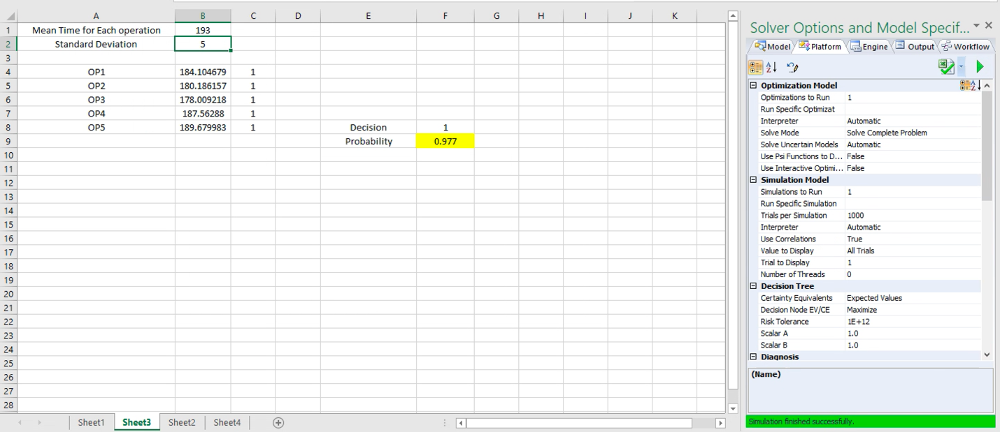 A B C D E F G H I J K
1 Mean Time for Each operation 193
2 Standard Deviation 5
3
4 OP1 184.104679 1
5 OP2 180.186157 1
6 OP3 178.009218 1
7 OP4 187.56288 1
8 OP5 189.679983 1 Decision 1
9 Probability 0.977
10
11
12
13
14
15
16
17
18
19
20
21
22
23
24
25
26
27
28
Sheet1 Sheet3 Sheet2 Sheet4
Solver Options and Model Specif...
Model Platform Engine Output Workflow
Optimization Model
Optimizations to Run 1
Run Specific Optimizat
Interpreter Automatic
Solve Mode Solve Complete Problem
Solve Uncertain Models Automatic
Use Psi Functions to D... False
Use Interactive Optimi... False
Simulation Model
Simulations to Run 1
Run Specific Simulation
Trials per Simulation 1000
Interpreter Automatic
Use Correlations True
Value to Display All Trials
Trial to Display 1
Number of Threads 0
Decision Tree
Certainty Equivalents Expected Values
Decision Node EV/CE Maximize
Risk Tolerance 1E+12
Scalar A 1.0
Scalar B 1.0
Diagnosis
(Name)
Simulation finished successfully.